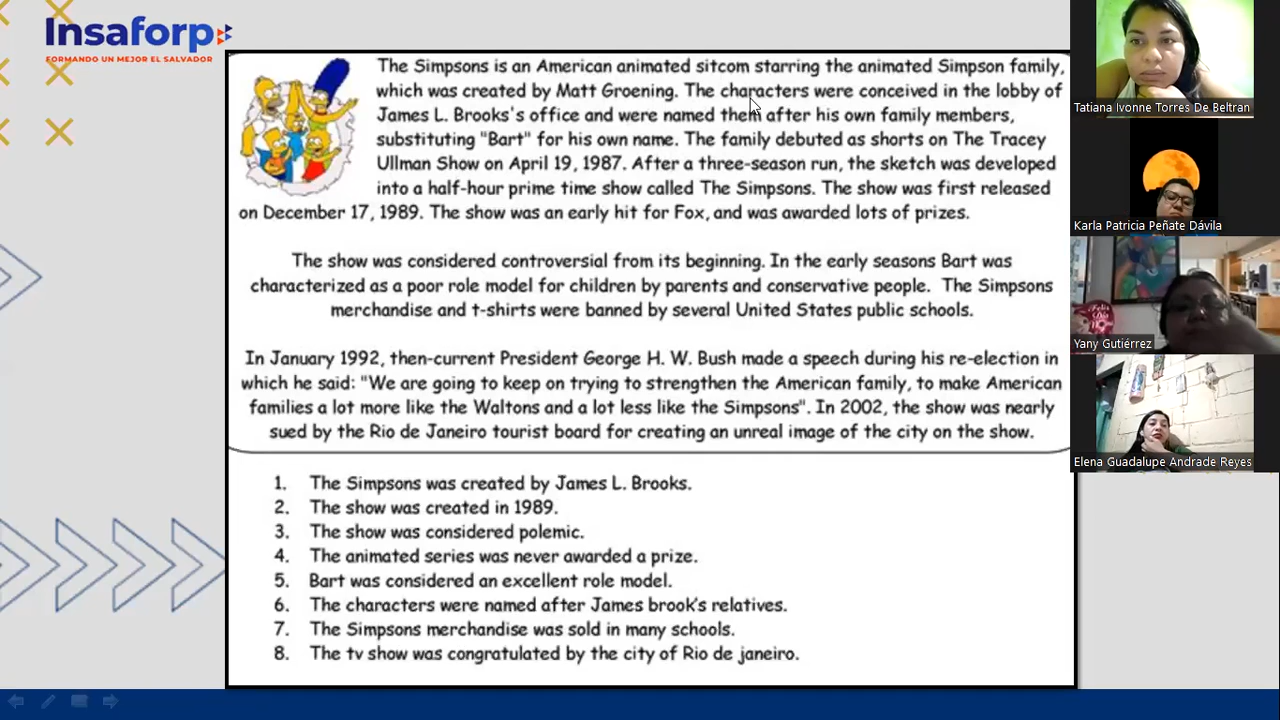 Insaforp
FORMANDO UN MEJOR EL SALVADOR
The Simpsons is an American animated sitcom starring the animated Simpson family,
which was created by Matt Groening. The characters were conceived in the lobby of
James L. Brooks's office and were named them after his own family members,
substituting "Bart" for his own name. The family debuted as shorts on The Tracey
Ullman Show on April 19, 1987. After a three-season run, the sketch was developed
into a half-hour prime time show called The Simpsons. The show was first released
on December 17, 1989. The show was an early hit for Fox, and was awarded lots of prizes.
The show was considered controversial from its beginning. In the early seasons Bart was
characterized as a poor role model for children by parents and conservative people. The Simpsons
merchandise and t-shirts were banned by several United States public schools.
In January 1992, then-current President George H. W. Bush made a speech during his re-election in
which he said: "We are going to keep on trying to strengthen the American family, to make American
families a lot more like the Waltons and a lot less like the Simpsons". In 2002, the show was nearly
sued by the Rio de Janeiro tourist board for creating an unreal image of the city on the show.
1. The Simpsons was created by James L. Brooks.
2. The show was created in 1989.
3. The show was considered polemic.
4. The animated series was never awarded a prize.
5. Bart was considered an excellent role model.
6. The characters were named after James brook's relatives.
7. The Simpsons merchandise was sold in many schools.
8. The tv show was congratulated by the city of Rio de janeiro.
Tatiana Ivonne Torres De Beltran
Karla Patricia Peñate Dávila
Yany Gutiérrez
Elena Guadalupe Andrade Reyes